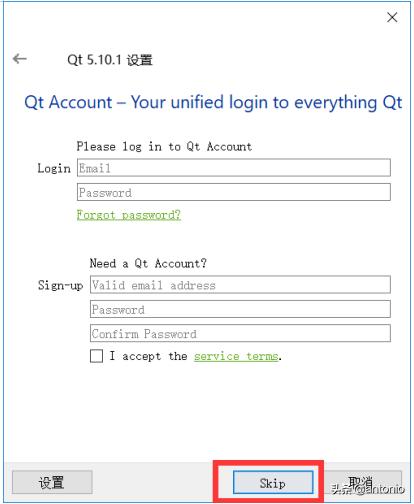 Qt 5.10.1 设置
Qt Account – Your unified login to everything Qt
Please log in to Qt Account
Login Email
Password
Forgot password?
Need a Qt Account?
Sign-up Valid email address
Password
Confirm Password
I accept the service terms.
设置 Skip 取消
头条 @antonio